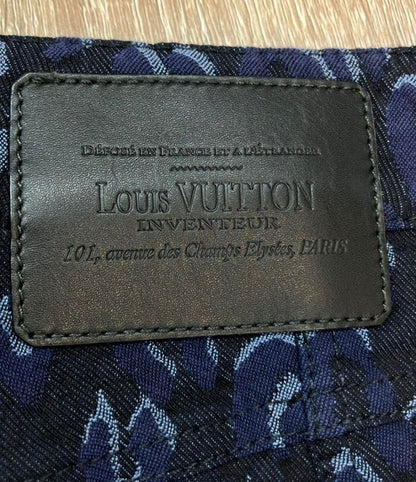 DÉPOSÉ EN FRANCE ET A L'ÉTRANGER
LOUIS VUITTON
INVENTEUR
101, avenue des Champs Elysées, PARIS